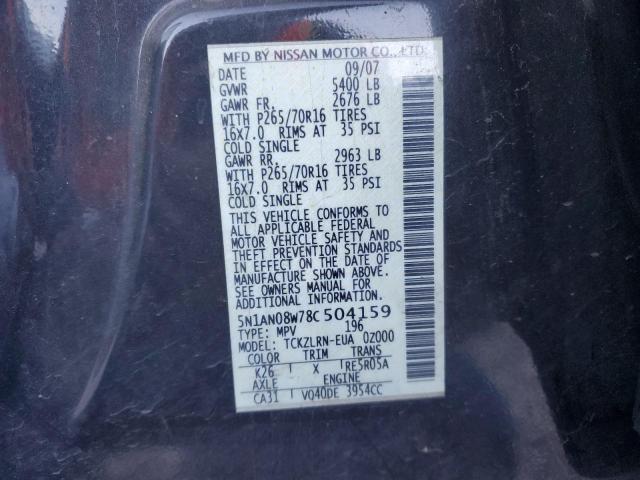 MFD BY NISSAN MOTOR CO., LTD.
DATE 09/07
GVWR 5400 LB
GAWR FR. 2676 LB
WITH P265/70R16 TIRES
16X7.0 RIMS AT 35 PSI
COLD SINGLE
GAWR RR. 2963 LB
WITH P265/70R16 TIRES
16X7.0 RIMS AT 35 PSI
COLD SINGLE
THIS VEHICLE CONFORMS TO
ALL APPLICABLE FEDERAL
MOTOR VEHICLE SAFETY AND
THEFT PREVENTION STANDARDS
IN EFFECT ON THE DATE OF
MANUFACTURE SHOWN ABOVE.
SEE OWNERS MANUAL FOR
ADDITIONAL INFORMATION.
5N1AN08W78C504159
TYPE: MPV 196
MODEL: TCKZLRN-EUA 0Z000
COLOR TRIM TRANS
K26 X RE5R05A
AXLE ENGINE
CA31 VQ40DE 3954CC